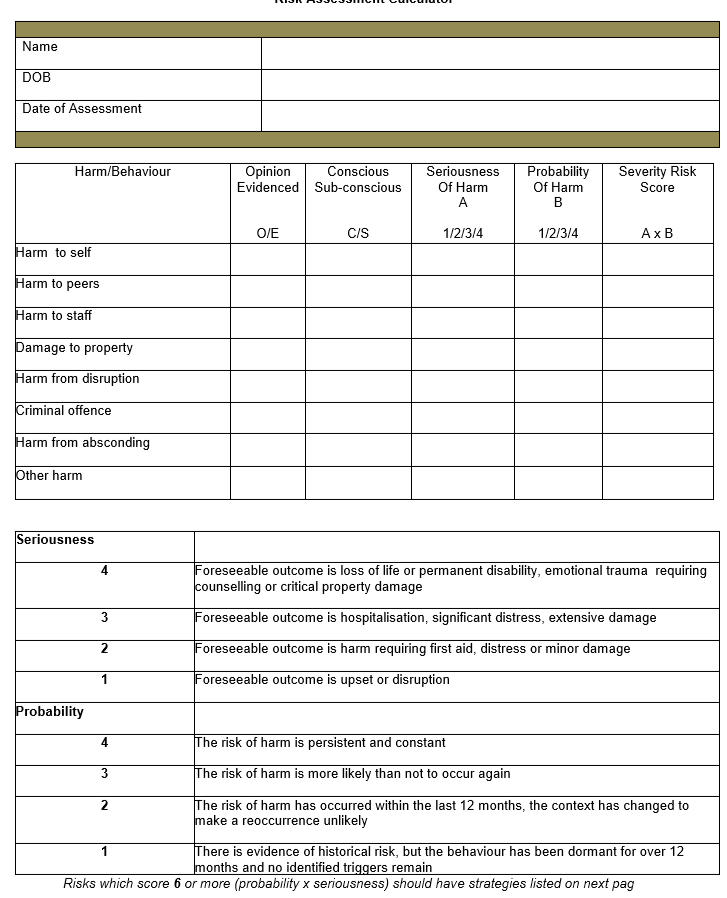 Risk Assessment Calculator
Name
DOB
Date of Assessment
Harm/Behaviour
Opinion
Evidenced
O/E
Conscious
Sub-conscious
C/S
Seriousness
Of Harm
A
1/2/3/4
Probability
Of Harm
B
1/2/3/4
Severity Risk
Score
A x B
Harm to self
Harm to peers
Harm to staff
Damage to property
Harm from disruption
Criminal offence
Harm from absconding
Other harm
Seriousness
4
Foreseeable outcome is loss of life or permanent disability, emotional trauma requiring
counselling or critical property damage
3
Foreseeable outcome is hospitalisation, significant distress, extensive damage
2
Foreseeable outcome is harm requiring first aid, distress or minor damage
1
Foreseeable outcome is upset or disruption
Probability
4
The risk of harm is persistent and constant
3
The risk of harm is more likely than not to occur again
2
The risk of harm has occurred within the last 12 months, the context has changed to
make a reoccurrence unlikely
1
There is evidence of historical risk, but the behaviour has been dormant for over 12
months and no identified triggers remain
Risks which score 6 or more (probability x seriousness) should have strategies listed on next pag